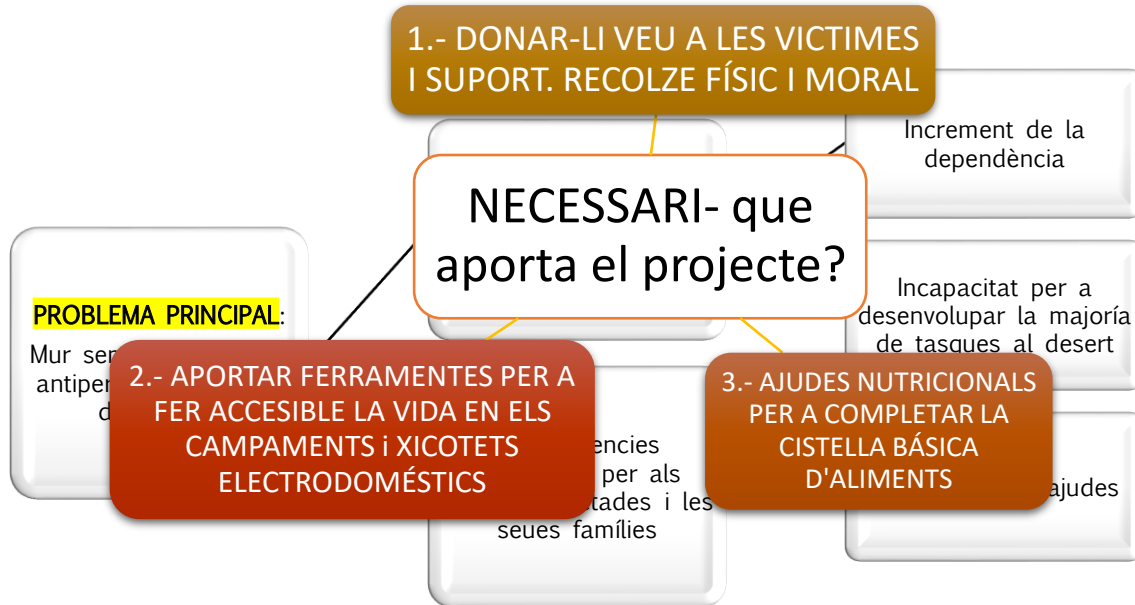 1.- DONAR-LI VEU A LES VICTIMES
I SUPORT. RECOLZE FÍSIC I MORAL
Increment de la
dependència
NECESSARI- que
aporta el projecte?
PROBLEMA PRINCIPAL:
Mur
Incapacitat per a
desenvolupar la majoría
de tasques al desert
2.- APORTAR FERRAMENTES PER A
FER ACCESIBLE LA VIDA EN ELS
CAMPAMENTS i XICOTETS
ELECTRODOMÉSTICS
3.- AJUDES NUTRICIONALS
PER A COMPLETAR LA
CISTELLA BÁSICA
D'ALIMENTS
per als
i les
seues famílies
ajudes